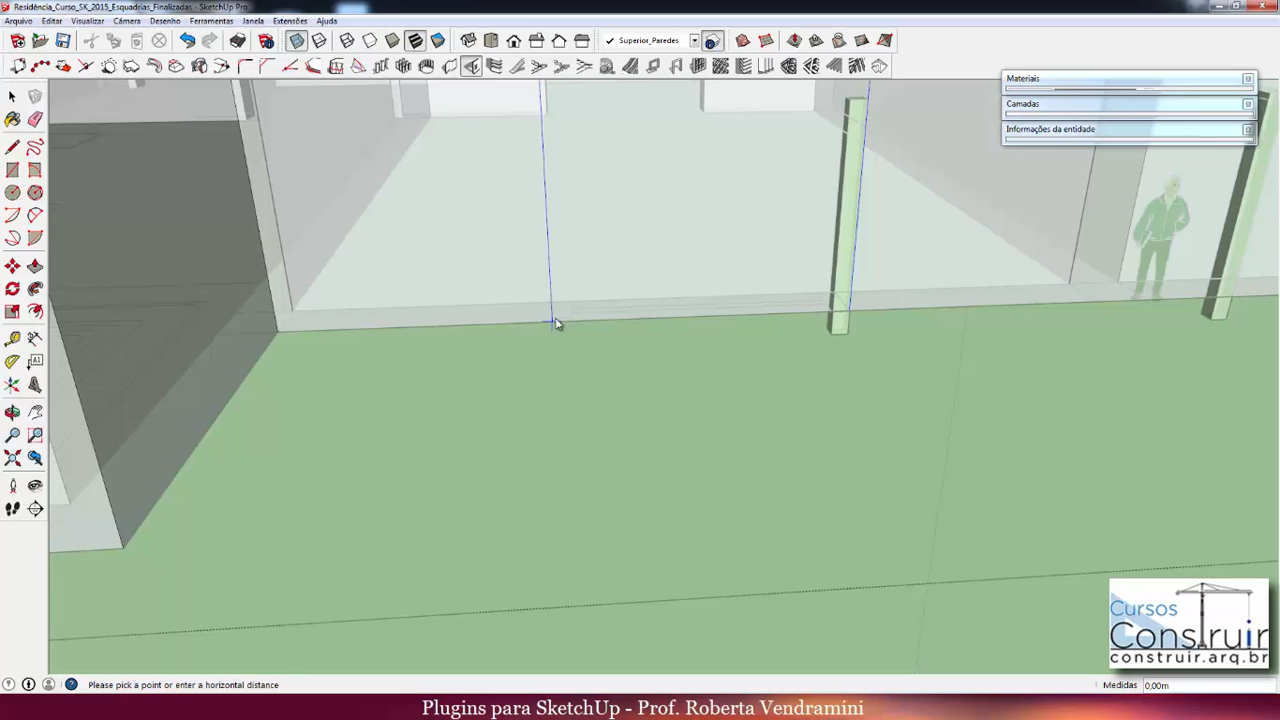 Residência_Curso_SK_2015_Esquadrias_Finalizadas - SketchUp Pro
Arquivo Editar Visualizar Câmera Desenho Ferramentas Janela Extensões Ajuda
Superior_Paredes
Materiais
Camadas
Informações da entidade
A1
Cursos
Construir
construir.arq.br
Please pick a point or enter a horizontal distance
Medidas 0,00m
Plugins para SketchUp - Prof. Roberta Vendramini